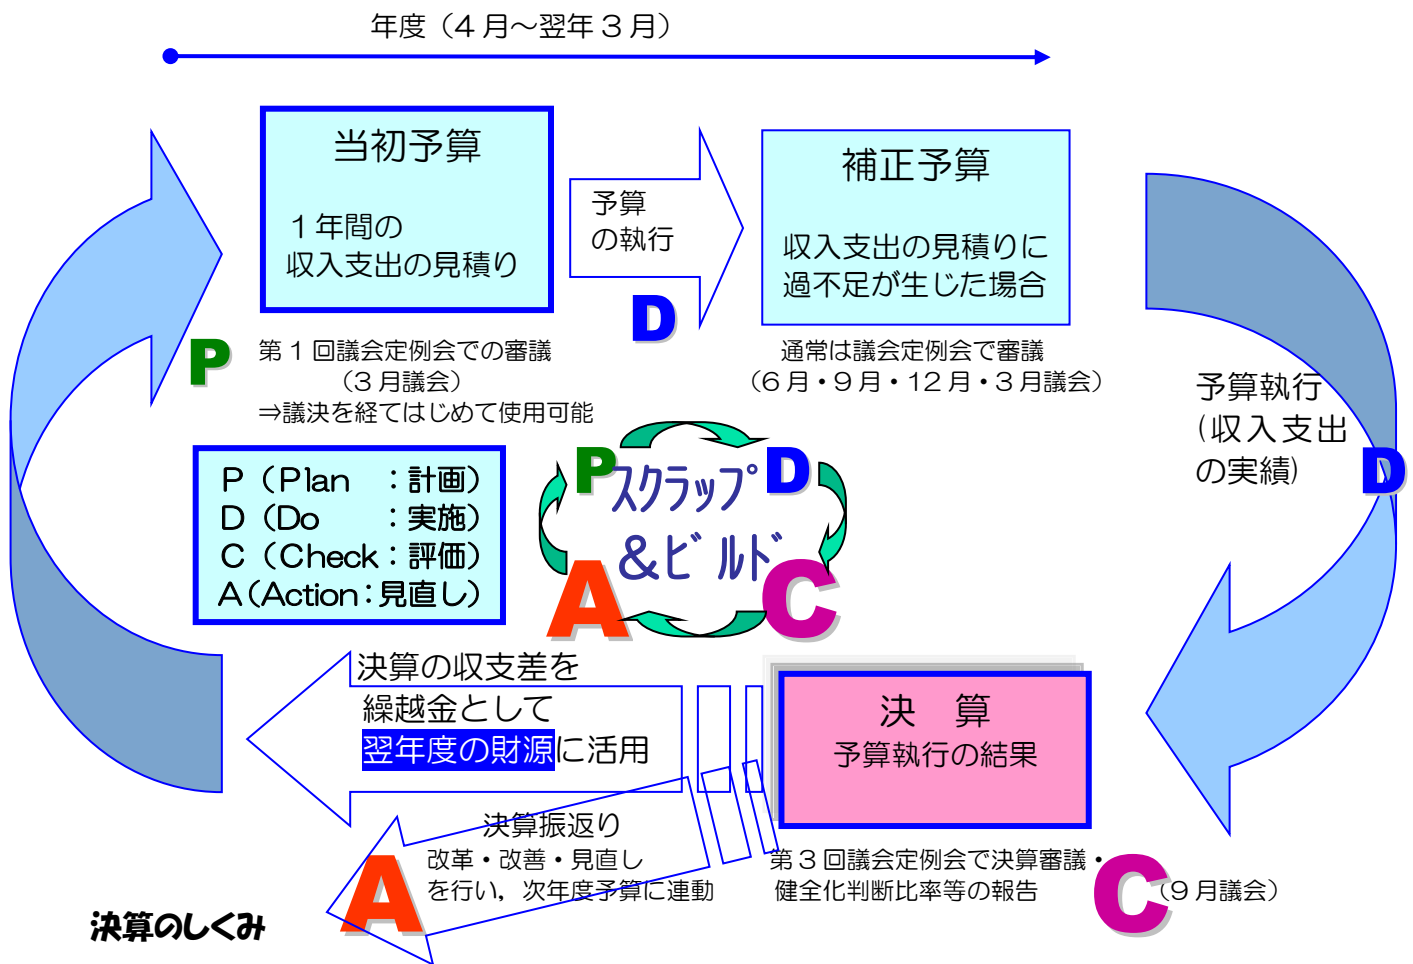 年度（４月～翌年３月）
当初予算
１年間の
収入支出の見積り
予算
の執行
D
補正予算
収入支出の見積りに
過不足が生じた場合
P
第１回議会定例会での審議
（３月議会）
⇒議決を経てはじめて使用可能
通常は議会定例会で審議
（６月・９月・１２月・３月議会）
予算執行
（収入支出
の実績）
D
P（Plan　：計画）
D（Do　　：実施）
C（Check：評価）
A（Action：見直し）
P
D
スクラップ
＆ビルド
A
C
決算の収支差を
繰越金として
翌年度の財源に活用
決　算
予算執行の結果
決算振返り
改革・改善・見直し
を行い，次年度予算に連動
A
第３回議会定例会で決算審議・
健全化判断比率等の報告
C
（９月議会）
決算のしくみ